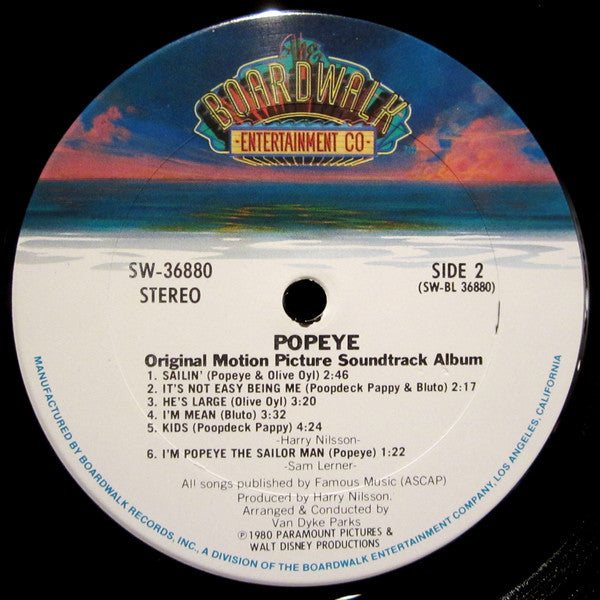 The
BOARDWALK
ENTERTAINMENT CO
SW-36880
STEREO
SIDE 2
(SW-BL 36880)
POPEYE
Original Motion Picture Soundtrack Album
1. SAILIN' (Popeye & Olive Oyl) 2:46
2. IT'S NOT EASY BEING ME (Poopdeck Pappy & Bluto) 2:17
3. HE'S LARGE (Olive Oyl) 3:20
4. I'M MEAN (Bluto) 3:32
5. KIDS (Poopdeck Pappy) 4:24
-Harry Nilsson-
6. I'M POPEYE THE SAILOR MAN (Popeye) 1:22
-Sam Lerner-
All songs published by Famous Music (ASCAP)
Produced by Harry Nilsson.
Arranged & Conducted by
Van Dyke Parks
℗1980 PARAMOUNT PICTURES &
WALT DISNEY PRODUCTIONS
MANUFACTURED BY BOARDWALK RECORDS, INC., A DIVISION OF THE BOARDWALK ENTERTAINMENT COMPANY, LOS ANGELES, CALIFORNIA